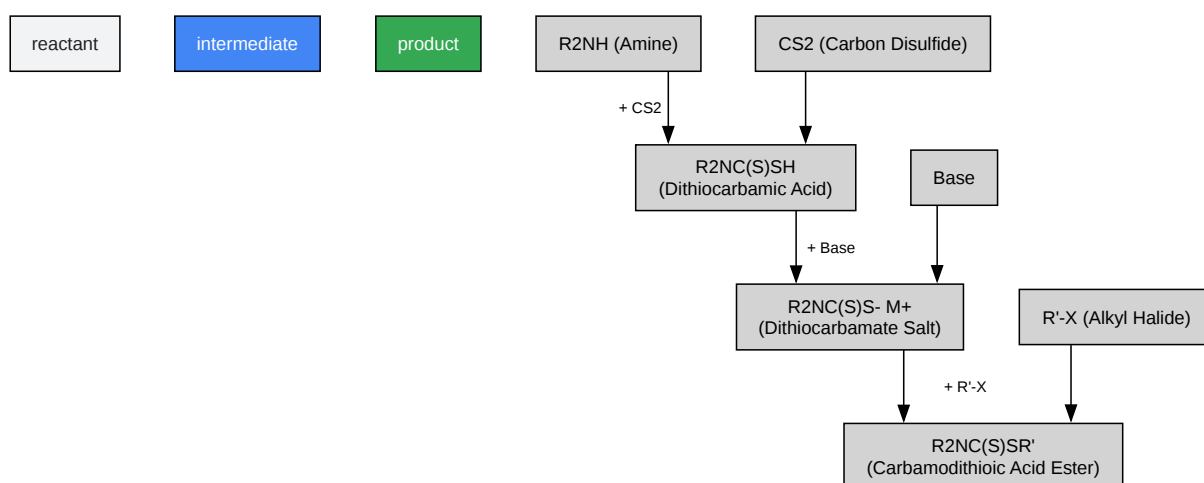 reactant
intermediate
product
R2NH (Amine)
CS2 (Carbon Disulfide)
+ CS2
R2NC(S)SH
(Dithiocarbamic Acid)
Base
+ Base
R2NC(S)S- M+
(Dithiocarbamate Salt)
R'-X (Alkyl Halide)
+ R'-X
R2NC(S)SR'
(Carbamodithioic Acid Ester)